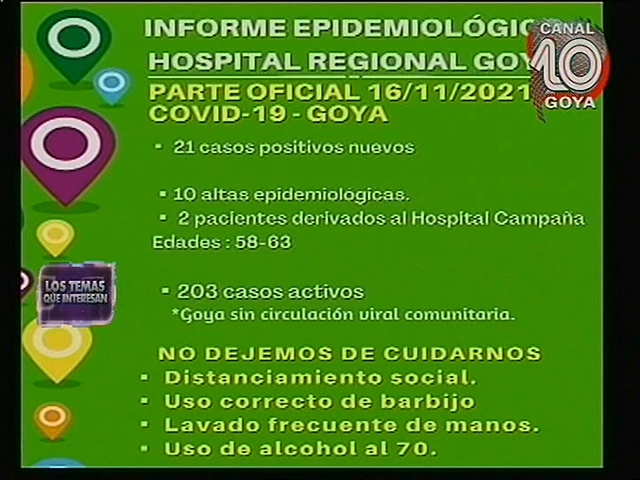 INFORME EPIDEMIOLÓGIC
HOSPITAL REGIONAL GOY
PARTE OFICIAL 16/11/2021
COVID-19 - GOYA
CANAL
10
GOYA
▪ 21 casos positivos nuevos
▪ 10 altas epidemiológicas.
▪ 2 pacientes derivados al Hospital Campaña
Edades : 58-63
LOS TEMAS
QUE INTERESAN
▪ 203 casos activos
*Goya sin circulación viral comunitaria.
NO DEJEMOS DE CUIDARNOS
▪ Distanciamiento social.
▪ Uso correcto de barbijo
▪ Lavado frecuente de manos.
▪ Uso de alcohol al 70.